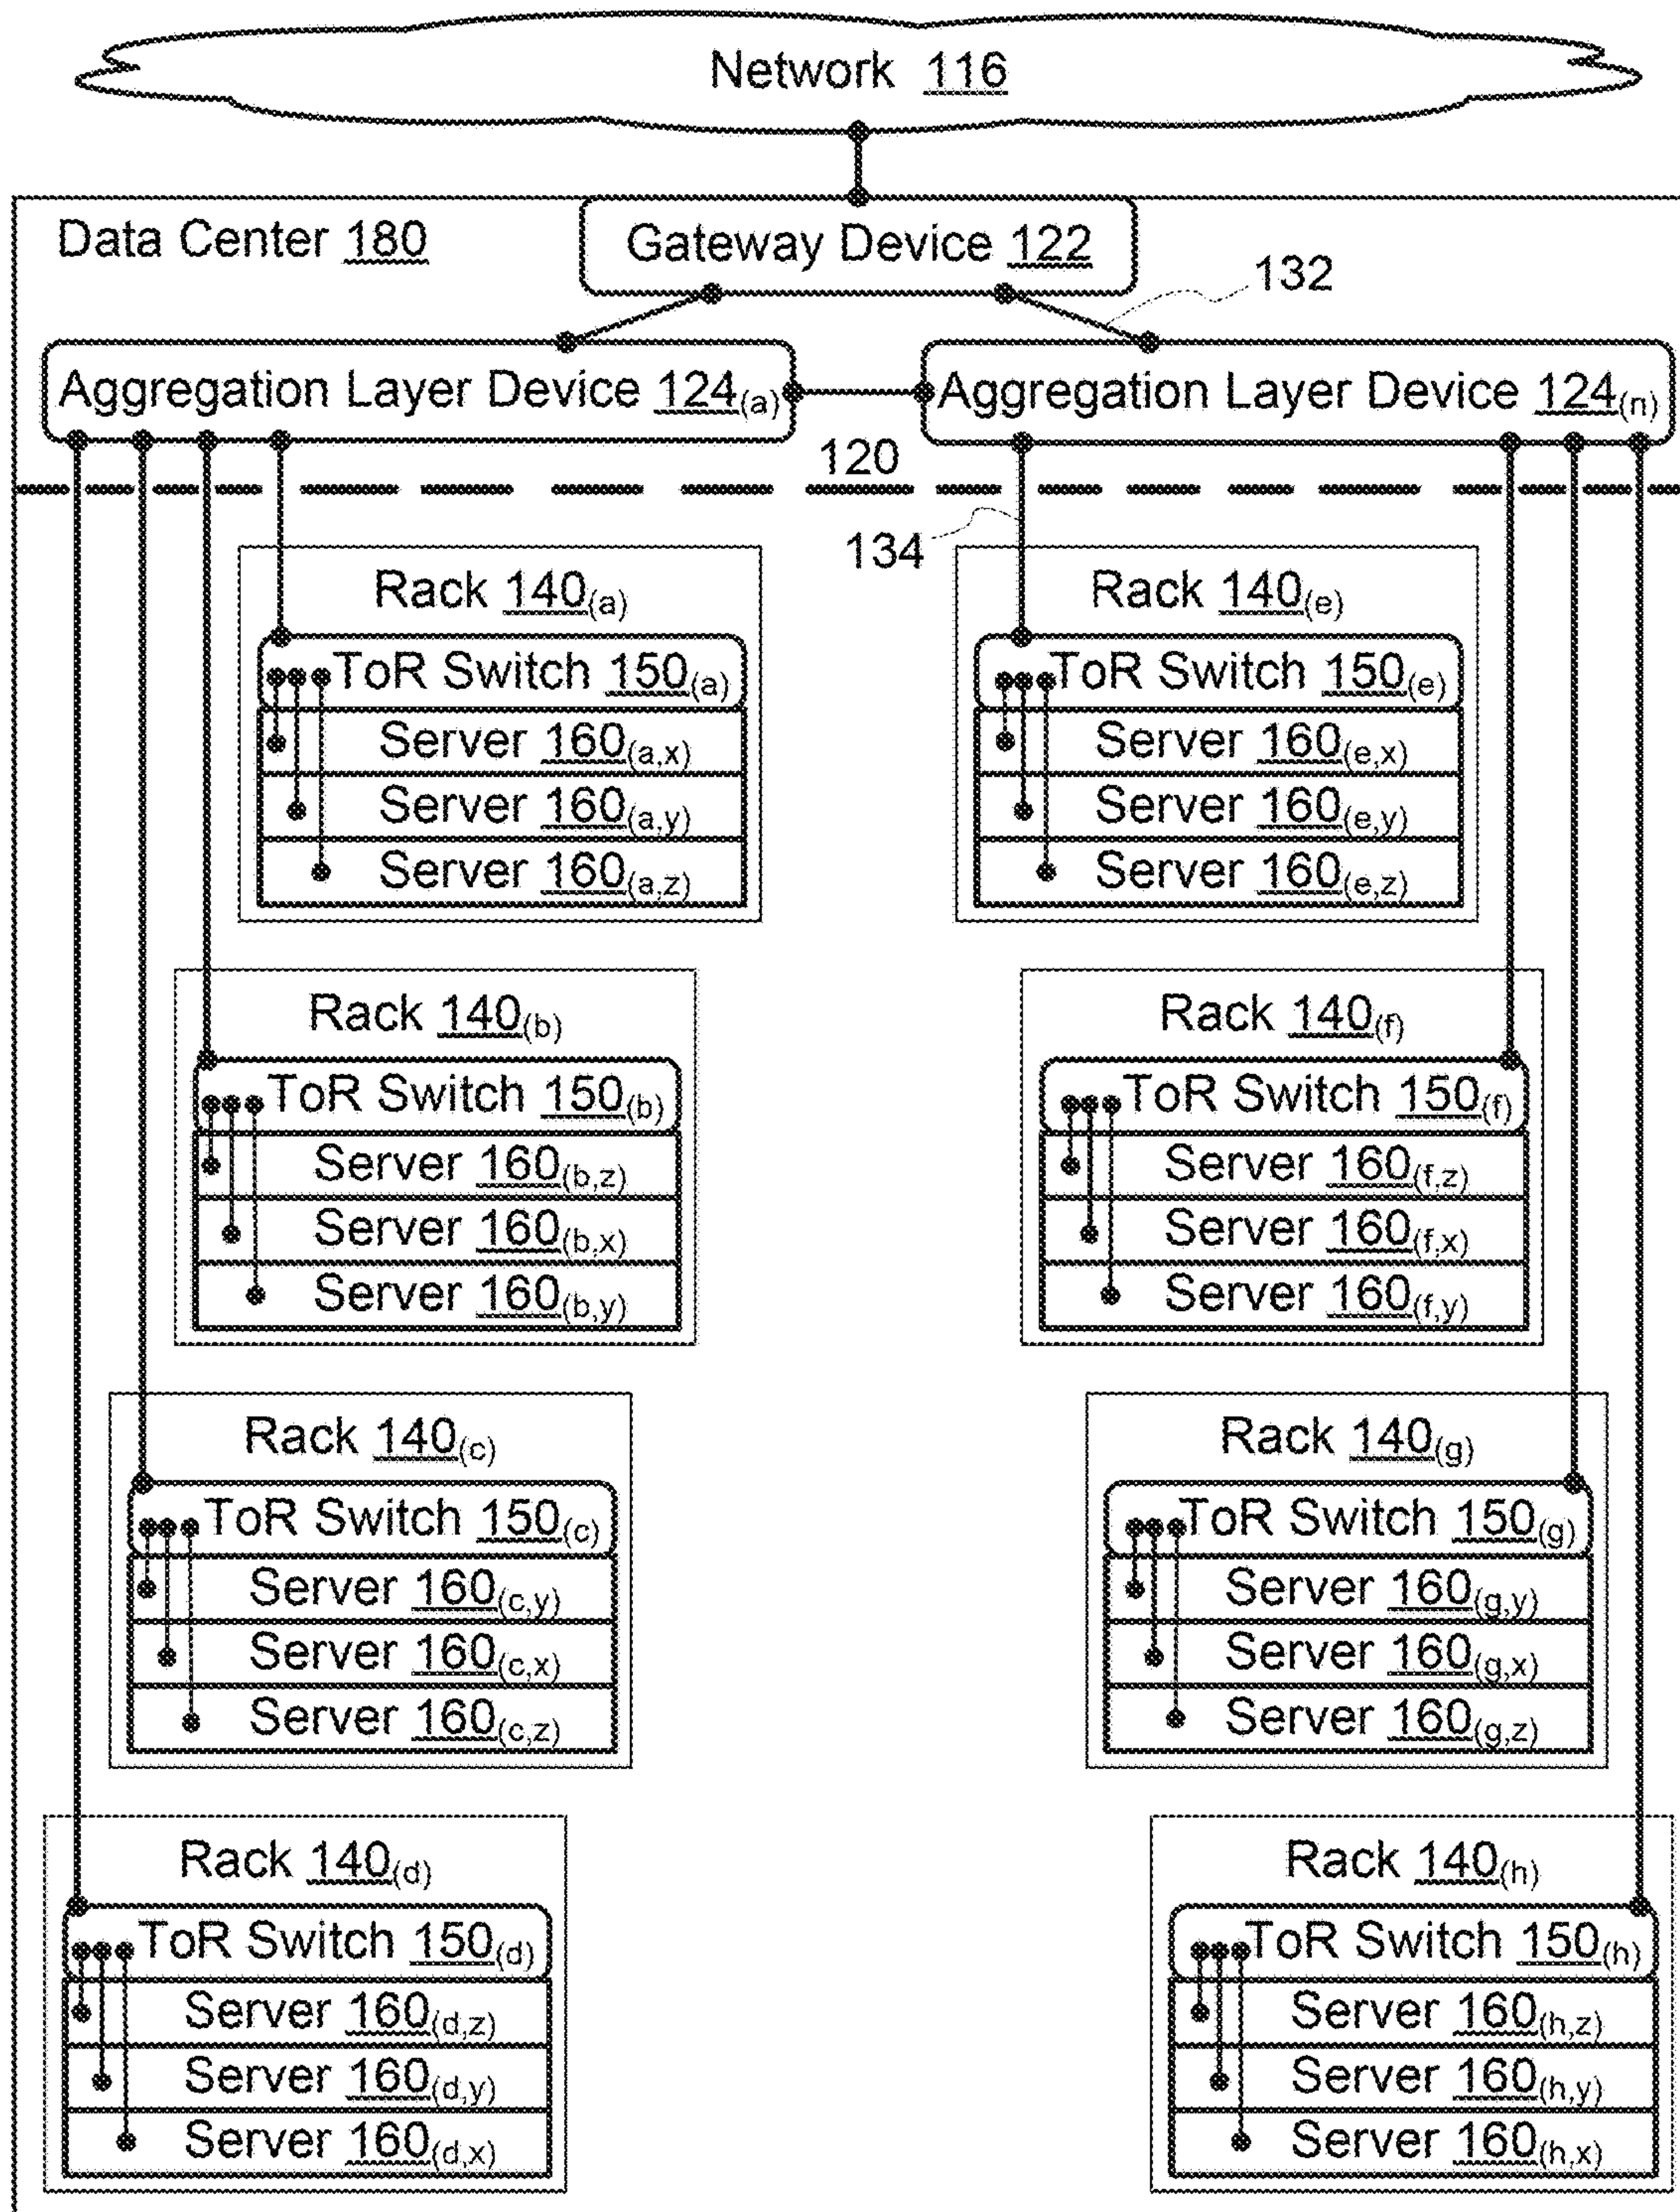 Network 116
Data Center 180
Gateway Device 122
132
Aggregation Layer Device 124(a)
Aggregation Layer Device 124(n)
120
134
Rack 140(a)
ToR Switch 150(a)
Server 160(a,x)
Server 160(a,y)
Server 160(a,z)
Rack 140(e)
ToR Switch 150(e)
Server 160(e,x)
Server 160(e,y)
Server 160(e,z)
Rack 140(b)
ToR Switch 150(b)
Server 160(b,z)
Server 160(b,x)
Server 160(b,y)
Rack 140(f)
ToR Switch 150(f)
Server 160(f,z)
Server 160(f,x)
Server 160(f,y)
Rack 140(c)
ToR Switch 150(c)
Server 160(c,y)
Server 160(c,x)
Server 160(c,z)
Rack 140(g)
ToR Switch 150(g)
Server 160(g,y)
Server 160(g,x)
Server 160(g,z)
Rack 140(d)
ToR Switch 150(d)
Server 160(d,z)
Server 160(d,y)
Server 160(d,x)
Rack 140(h)
ToR Switch 150(h)
Server 160(h,z)
Server 160(h,y)
Server 160(h,x)